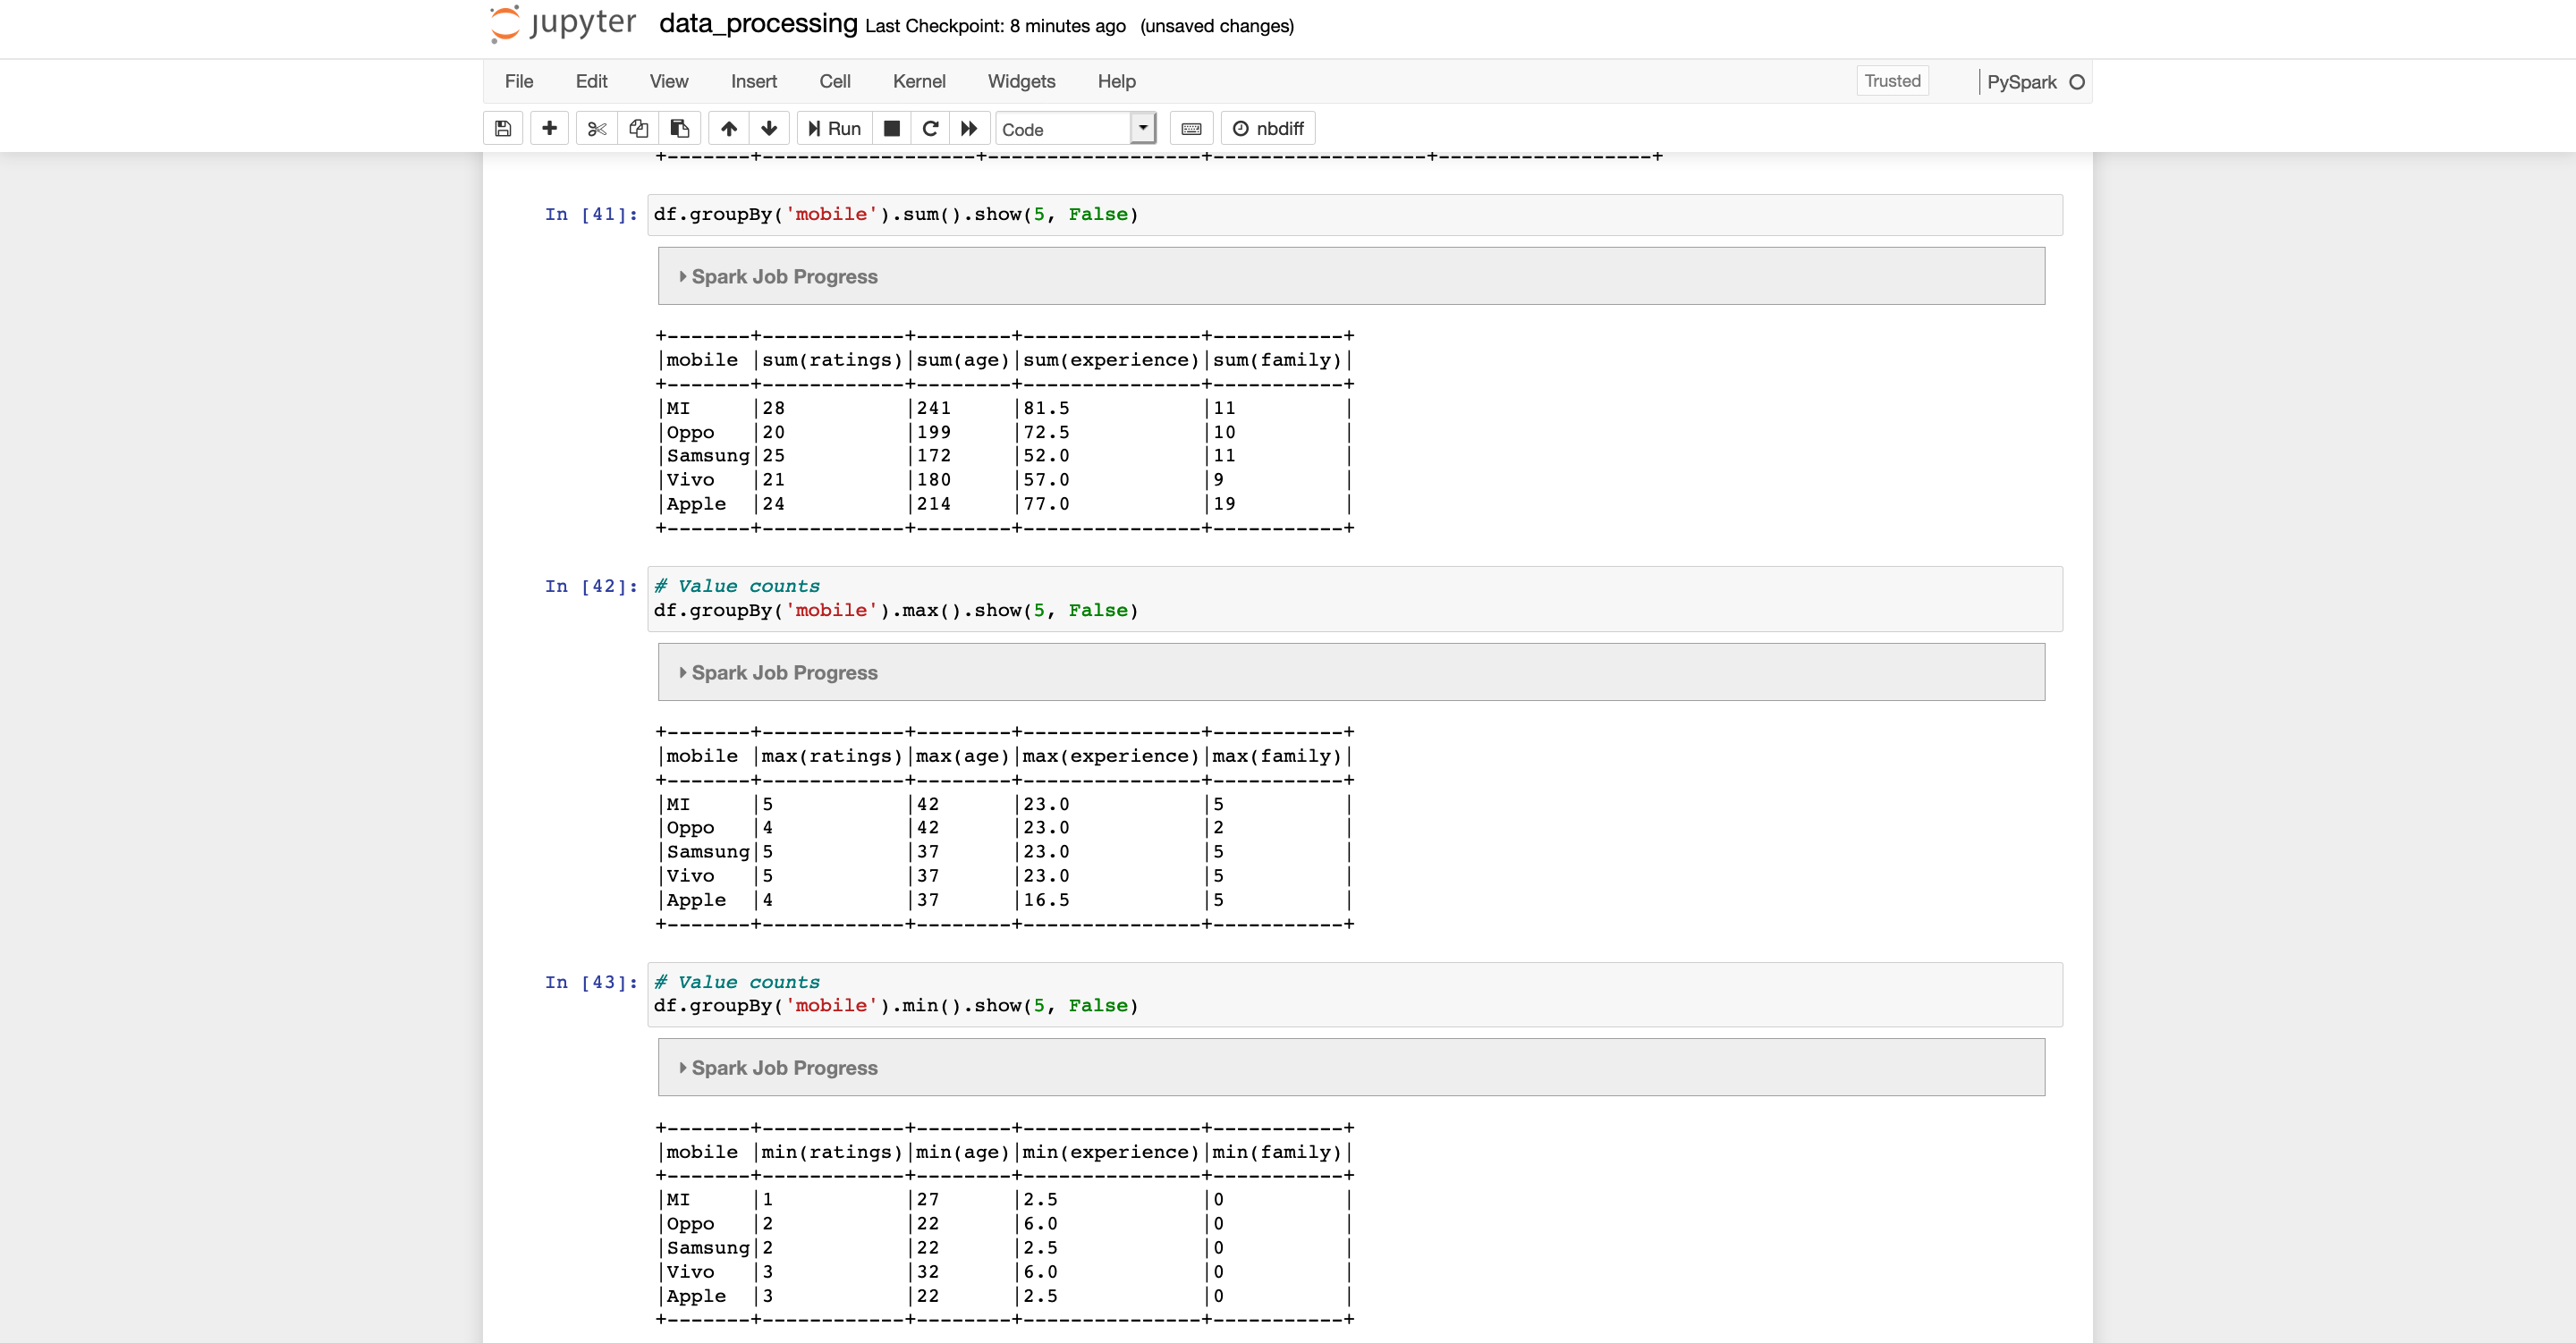 jupyter data_processing Last Checkpoint: 8 minutes ago (unsaved changes)
File Edit View Insert Cell Kernel Widgets Help Trusted PySpark
Run Code nbdiff
+-------+------------------+------------------+------------------+------------------+
In [41]: df.groupBy('mobile').sum().show(5, False)
Spark Job Progress
+-------+------------+--------+---------------+-----------+
|mobile |sum(ratings)|sum(age)|sum(experience)|sum(family)|
+-------+------------+--------+---------------+-----------+
|MI     |28          |241     |81.5           |11         |
|Oppo   |20          |199     |72.5           |10         |
|Samsung|25          |172     |52.0           |11         |
|Vivo   |21          |180     |57.0           |9          |
|Apple  |24          |214     |77.0           |19         |
+-------+------------+--------+---------------+-----------+
In [42]: # Value counts
df.groupBy('mobile').max().show(5, False)
Spark Job Progress
+-------+------------+--------+---------------+-----------+
|mobile |max(ratings)|max(age)|max(experience)|max(family)|
+-------+------------+--------+---------------+-----------+
|MI     |5           |42      |23.0           |5          |
|Oppo   |4           |42      |23.0           |2          |
|Samsung|5           |37      |23.0           |5          |
|Vivo   |5           |37      |23.0           |5          |
|Apple  |4           |37      |16.5           |5          |
+-------+------------+--------+---------------+-----------+
In [43]: # Value counts
df.groupBy('mobile').min().show(5, False)
Spark Job Progress
+-------+------------+--------+---------------+-----------+
|mobile |min(ratings)|min(age)|min(experience)|min(family)|
+-------+------------+--------+---------------+-----------+
|MI     |1           |27      |2.5            |0          |
|Oppo   |2           |22      |6.0            |0          |
|Samsung|2           |22      |2.5            |0          |
|Vivo   |3           |32      |6.0            |0          |
|Apple  |3           |22      |2.5            |0          |
+-------+------------+--------+---------------+-----------+